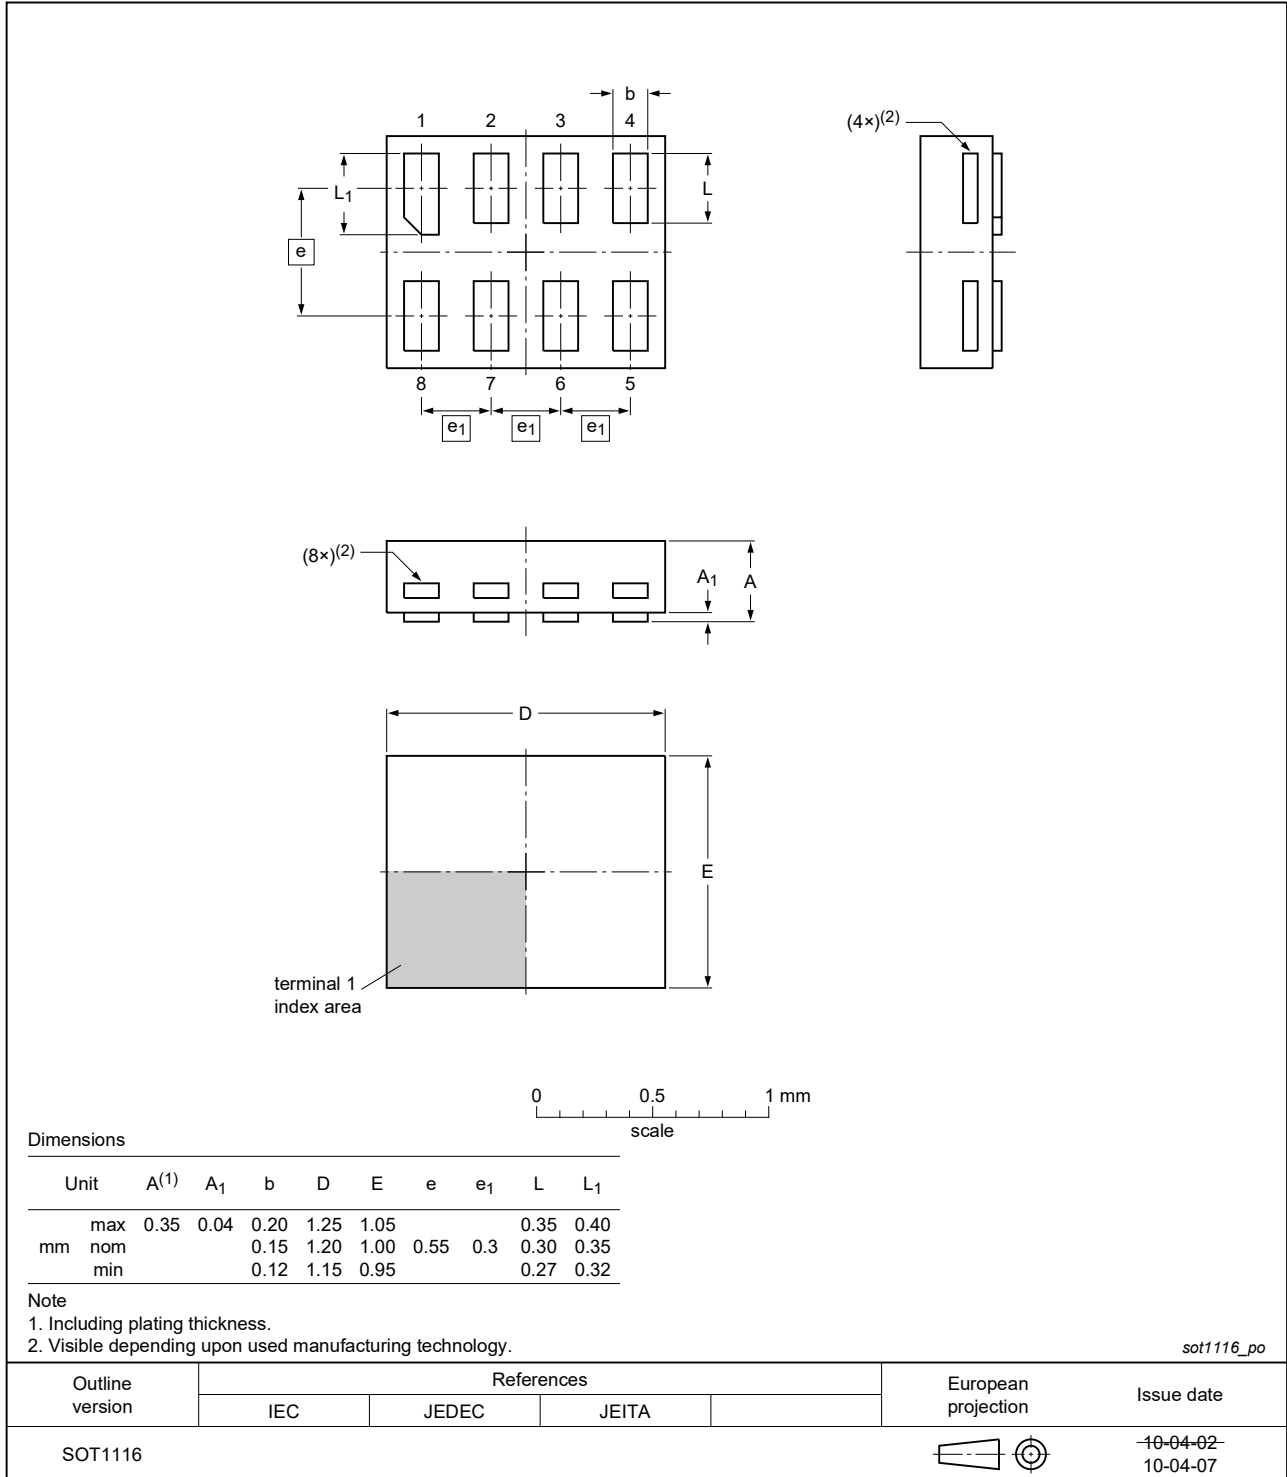 b
1 2 3 4
(4×)(2)
L1
L
e
8 7 6 5
e1 e1 e1
(8×)(2)
A1 A
D
E
terminal 1
index area
0 0.5 1 mm
scale
Dimensions
Unit A(1) A1 b D E e e1 L L1
max 0.35 0.04 0.20 1.25 1.05 0.35 0.40
mm nom 0.15 1.20 1.00 0.55 0.3 0.30 0.35
min 0.12 1.15 0.95 0.27 0.32
Note
1. Including plating thickness.
2. Visible depending upon used manufacturing technology.
sot1116_po
Outline
version
References
IEC JEDEC JEITA
European
projection
Issue date
SOT1116
10-04-02
10-04-07